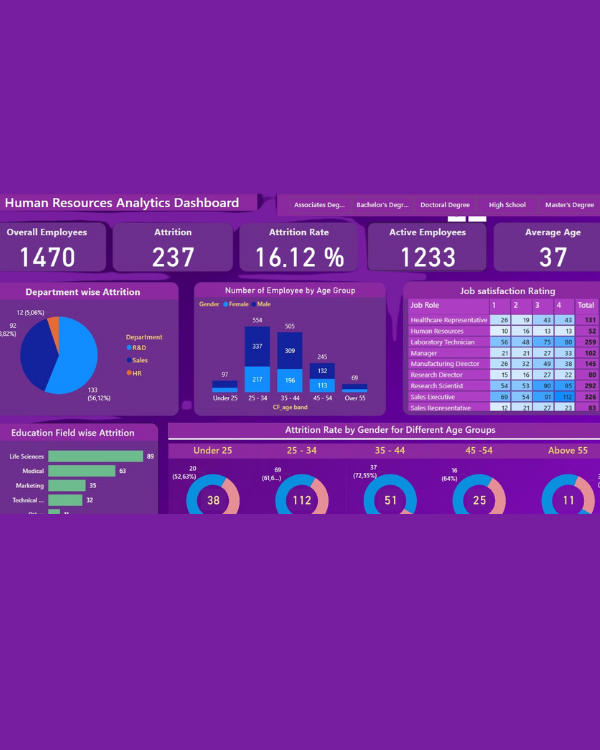 Human Resources Analytics Dashboard
Associates Deg... Bachelor's Degr... Doctoral Degree High School Master's Degree
Overall Employees Attrition Attrition Rate Active Employees Average Age
1470 237 16.12 % 1233 37
Department wise Attrition
12 (5,06%)
92
133
(56,12%)
Department
R&D
Sales
HR
Number of Employee by Age Group
Gender Female Male
97 554 505 245 69
337 309 132
217 196 113
Under 25 25 - 34 35 - 44 45 - 54 Over 55
CF_age band
Job satisfaction Rating
Job Role 1 2 3 4 Total
Healthcare Representative 26 19 43 43 131
Human Resources 10 16 13 13 52
Laboratory Technician 56 48 75 80 259
Manager 21 21 27 33 102
Manufacturing Director 26 32 49 38 145
Research Director 15 16 27 22 80
Research Scientist 54 53 90 95 292
Sales Executive 69 54 91 112 326
Sales Representative 12 21 27 23 83
Education Field wise Attrition
Life Sciences 89
Medical 63
Marketing 35
Technical ... 32
Attrition Rate by Gender for Different Age Groups
Under 25 25 - 34 35 - 44 45 -54 Above 55
20 69 37 16
(52,63%) (61,6...) (72,55%) (64%)
38 112 51 25 11